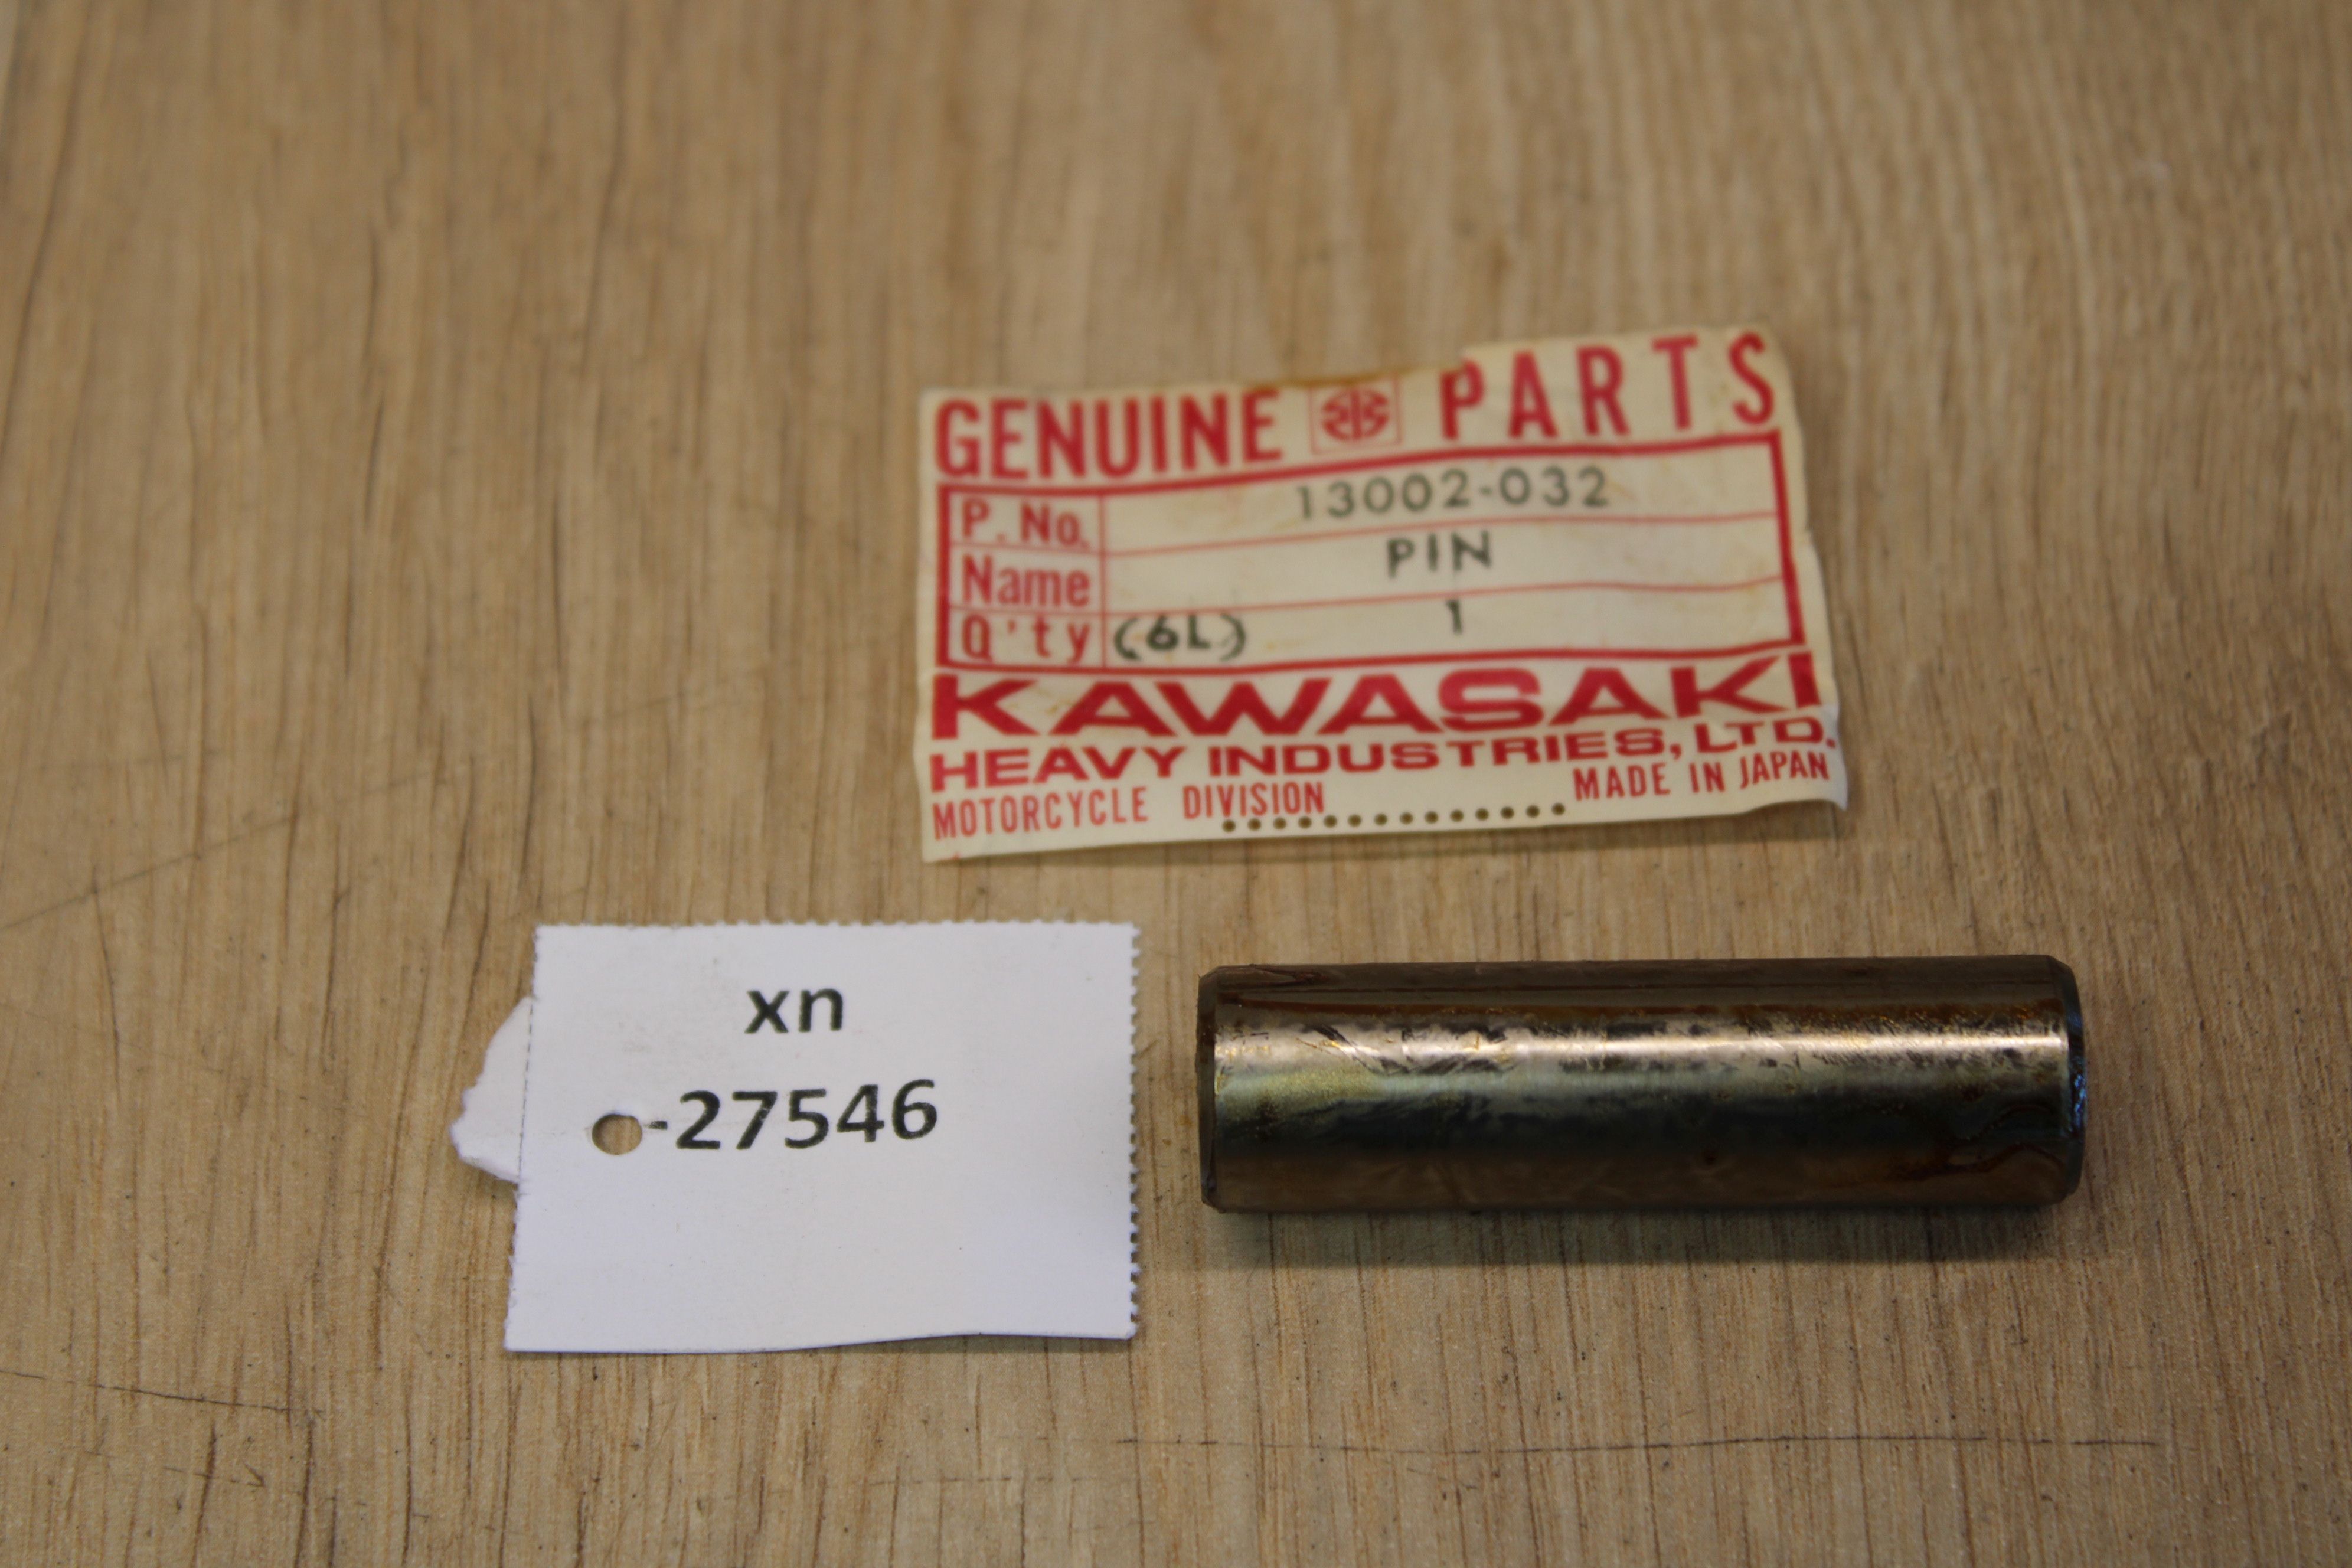 GENUINE PARTS
P. No. 13002-032
Name PIN
Q'ty (6L) 1
KAWASAKI
HEAVY INDUSTRIES, LTD.
MOTORCYCLE DIVISION MADE IN JAPAN
xn
-27546